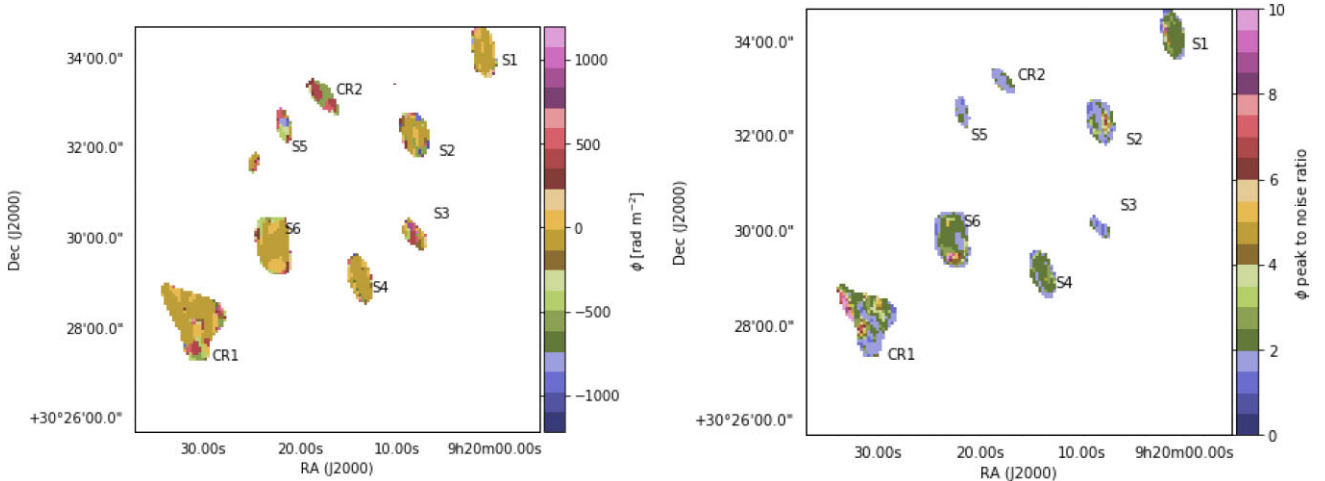 34'00.0"
32'00.0"
30'00.0"
28'00.0"
+30°26'00.0"
Dec (J2000)
30.00s 20.00s 10.00s 9h20m00.00s
RA (J2000)
S1
CR2
S5
S2
S3
S6
S4
CR1
1000
500
0
−500
−1000
ϕ [rad m⁻²]
34'00.0"
32'00.0"
30'00.0"
28'00.0"
+30°26'00.0"
Dec (J2000)
30.00s 20.00s 10.00s 9h20m00.00s
RA (J2000)
S1
CR2
S5
S2
S3
S6
S4
CR1
10
8
6
4
2
0
ϕ peak to noise ratio